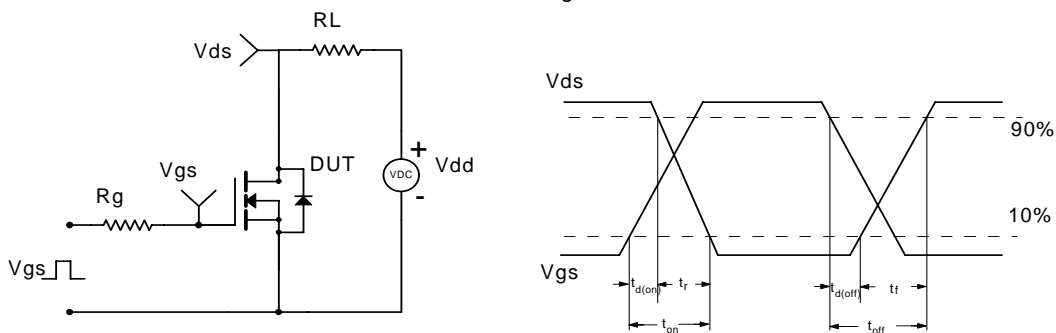 RL
Vds
Vgs
DUT
+
VDC
Vdd
-
Rg
Vgs
Vds
90%
10%
Vgs
td(on)
tr
td(off)
tf
ton
toff